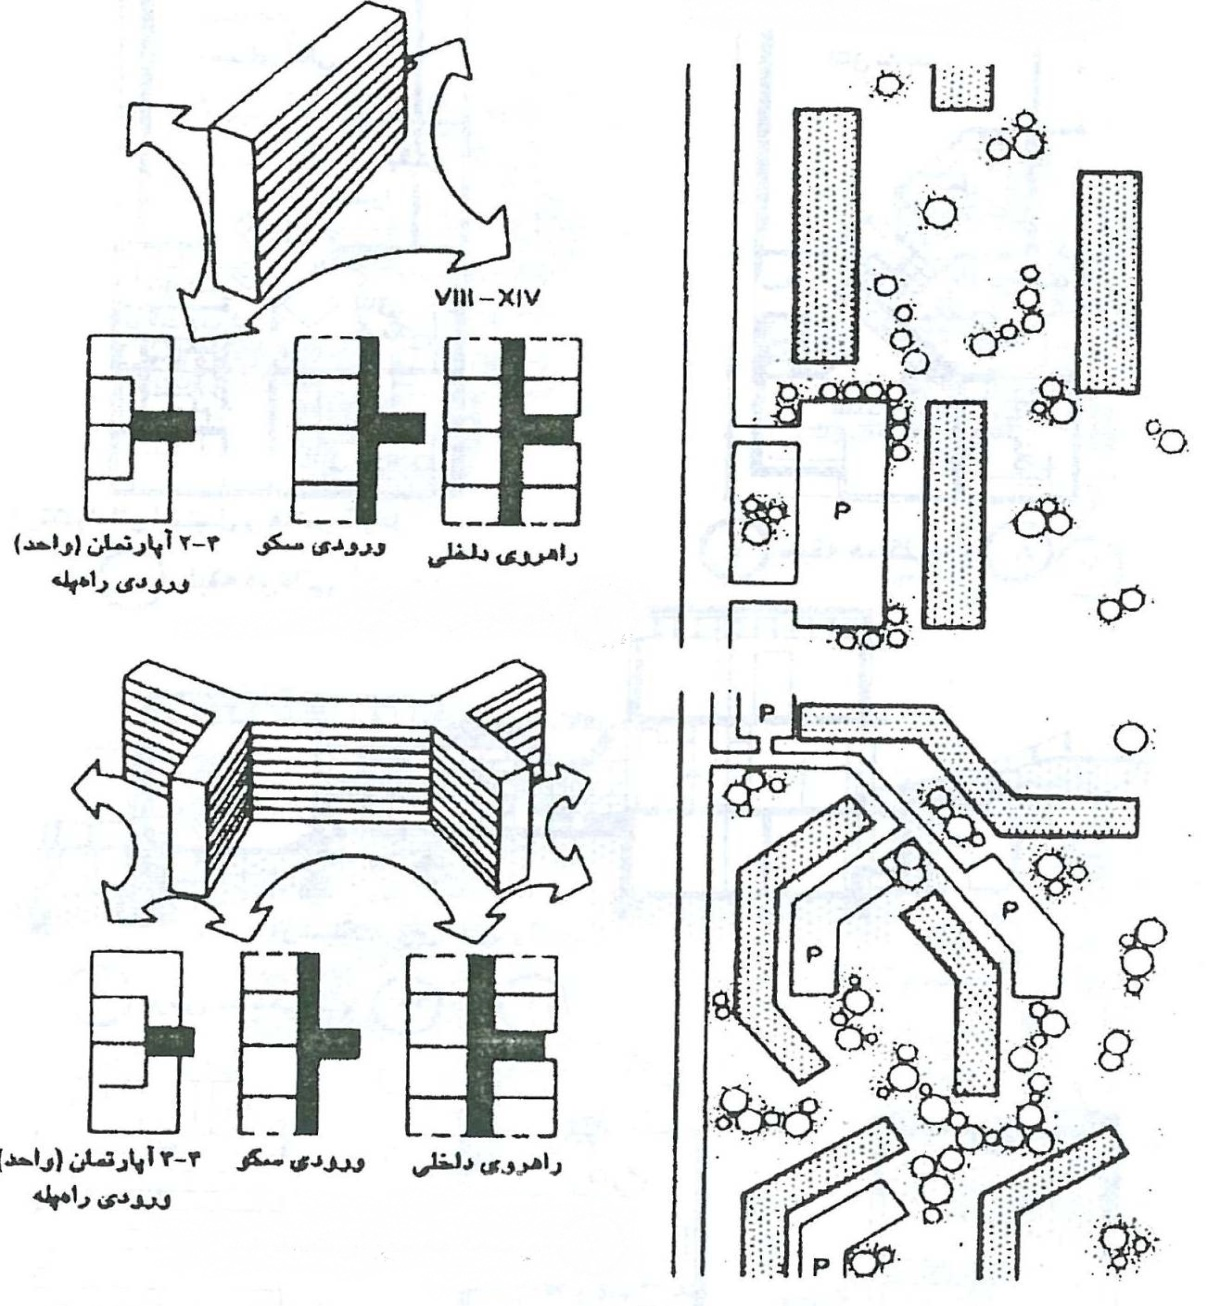 VIII–XIV
راهروی داخلی
ورودی سکو
۲-۳ آپارتمان (واحد)
ورودی راه‌پله
P
P
P
P
راهروی داخلی
ورودی سکو
۲-۳ آپارتمان (واحد)
ورودی راه‌پله
P